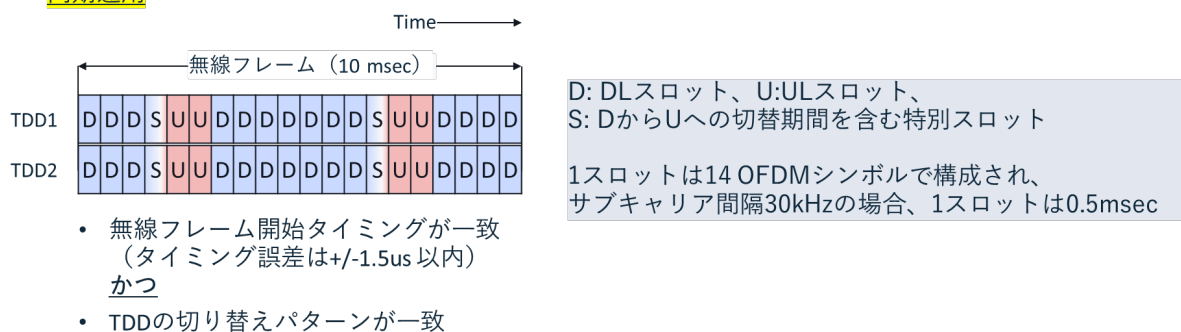 Time
無線フレーム（10 msec）
TDD1 D D D S U U D D D D D D D S U U D D D D
TDD2 D D D S U U D D D D D D D S U U D D D D
• 無線フレーム開始タイミングが一致
（タイミング誤差は+/-1.5us 以内）
かつ
• TDDの切り替えパターンが一致
D: DLスロット、U:ULスロット、
S: DからUへの切替期間を含む特別スロット
1スロットは14 OFDMシンボルで構成され、
サブキャリア間隔30kHzの場合、1スロットは0.5msec